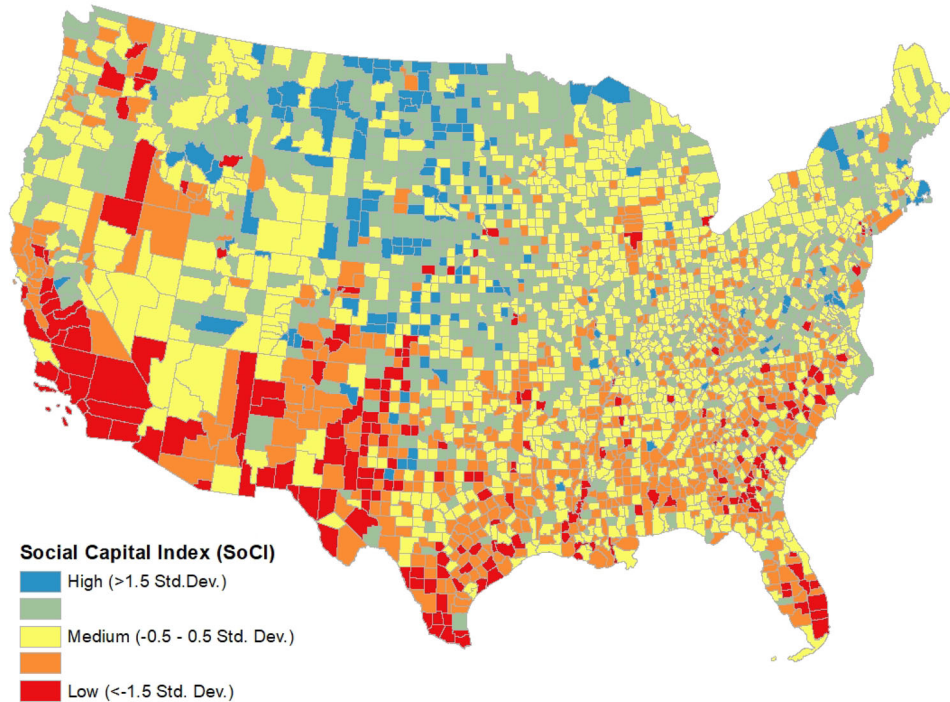 Social Capital Index (SoCI)
High (>1.5 Std.Dev.)
Medium (-0.5 - 0.5 Std. Dev.)
Low (<-1.5 Std. Dev.)